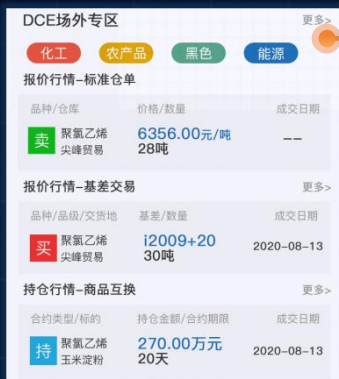 DCE场外专区 更多>
化工 农产品 黑色 能源
报价行情-标准仓单
品种/仓库 价格/数量 成交日期
卖 聚氯乙烯 6356.00元/吨 --
尖峰贸易 28吨
报价行情-基差交易 更多>
品种/品级/交货地 基差/数量 成交日期
买 聚氯乙烯 i2009+20 2020-08-13
尖峰贸易 30吨
持仓行情-商品互换 更多>
合约类型/标的 持仓金额/合约期限 成交日期
持 聚氯乙烯 270.00万元 2020-08-13
玉米淀粉 20天